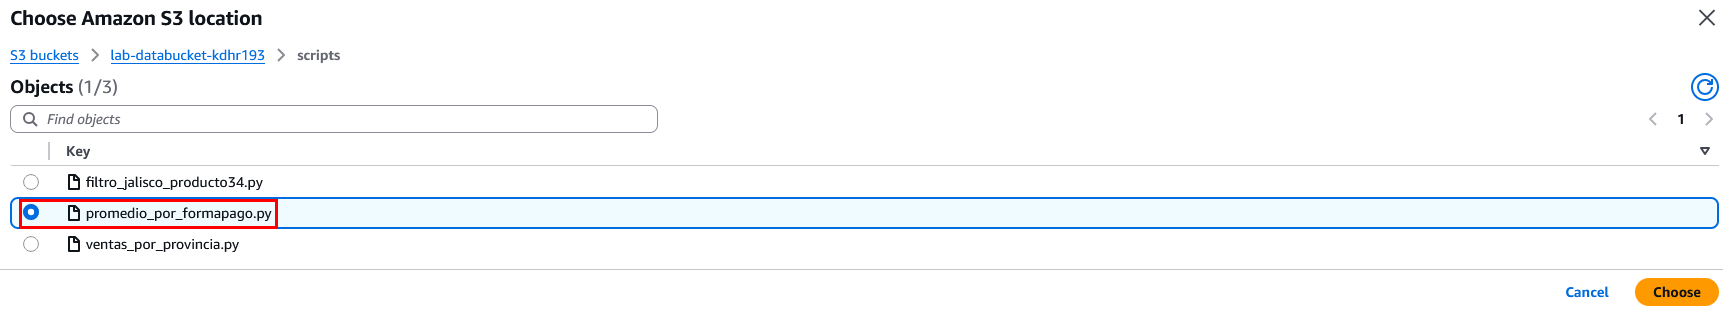 Choose Amazon S3 location
S3 buckets > lab-databucket-kdhr193 > scripts
Objects (1/3)
Find objects
1
Key
filtro_jalisco_producto34.py
promedio_por_formapago.py
ventas_por_provincia.py
Cancel Choose